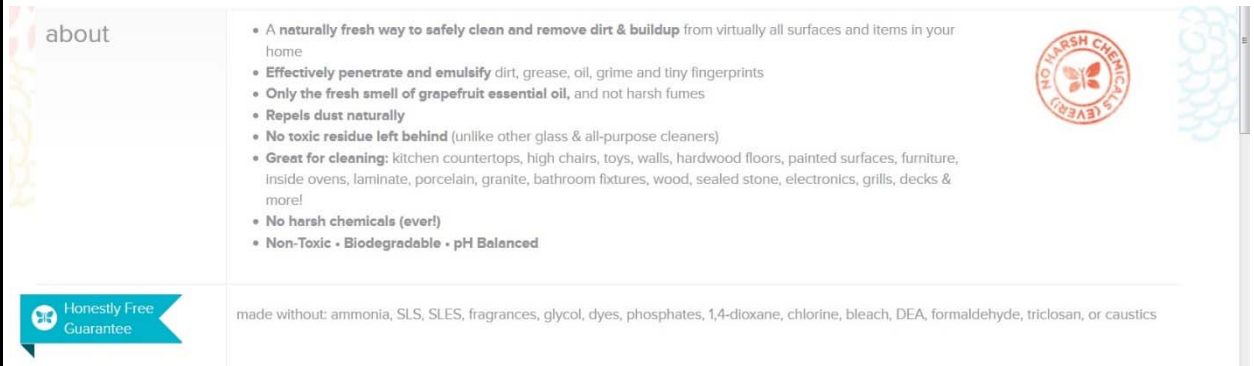 about
• A naturally fresh way to safely clean and remove dirt & buildup from virtually all surfaces and items in your
home
• Effectively penetrate and emulsify dirt, grease, oil, grime and tiny fingerprints
• Only the fresh smell of grapefruit essential oil, and not harsh fumes
• Repels dust naturally
• No toxic residue left behind (unlike other glass & all-purpose cleaners)
• Great for cleaning: kitchen countertops, high chairs, toys, walls, hardwood floors, painted surfaces, furniture,
inside ovens, laminate, porcelain, granite, bathroom fixtures, wood, sealed stone, electronics, grills, decks &
more!
• No harsh chemicals (ever!)
• Non-Toxic • Biodegradable • pH Balanced
NO HARSH CHEMICALS (EVER!)
Honestly Free
Guarantee
made without: ammonia, SLS, SLES, fragrances, glycol, dyes, phosphates, 1,4-dioxane, chlorine, bleach, DEA, formaldehyde, triclosan, or caustics